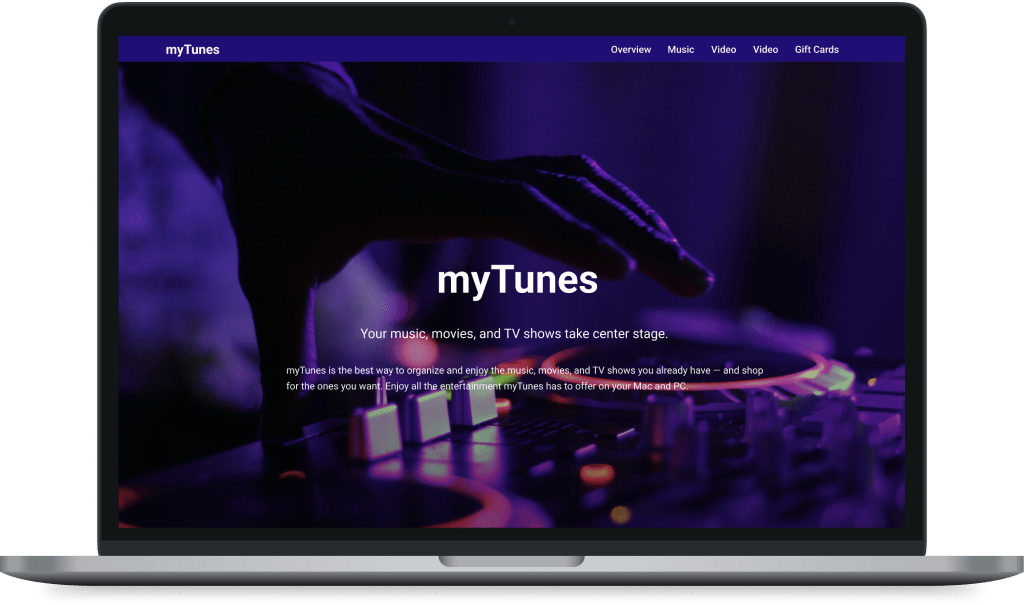 myTunes
Overview Music Video Video Gift Cards
myTunes
Your music, movies, and TV shows take center stage.
myTunes is the best way to organize and enjoy the music, movies, and TV shows you already have — and shop
for the ones you want. Enjoy all the entertainment myTunes has to offer on your Mac and PC.